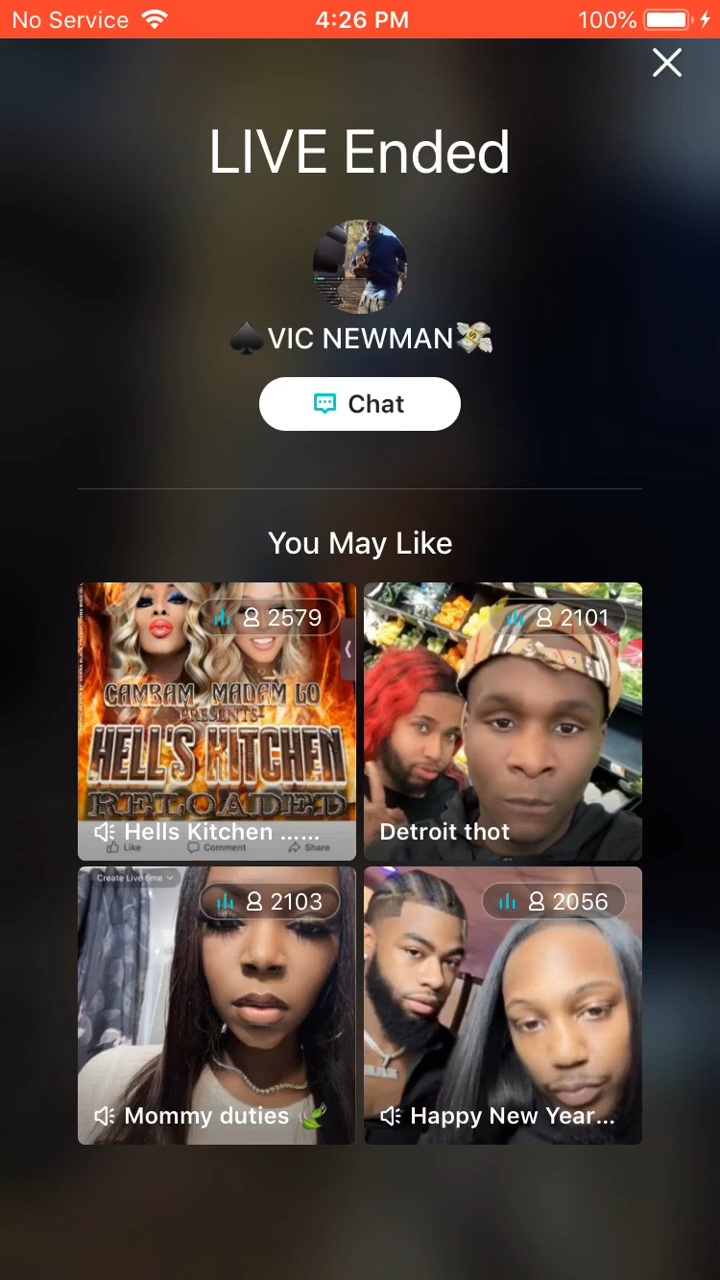 No Service 4:26 PM 100%
LIVE Ended
♠️VIC NEWMAN💸
Chat
You May Like
2579
CAMRAM MADAM LO
PRESENTS-
HELL'S KITCHEN
RELOADED
Hells Kitchen ......
Like Comment Share
2101
Detroit thot
Create Live time
2103
Mommy duties
2056
Happy New Year...